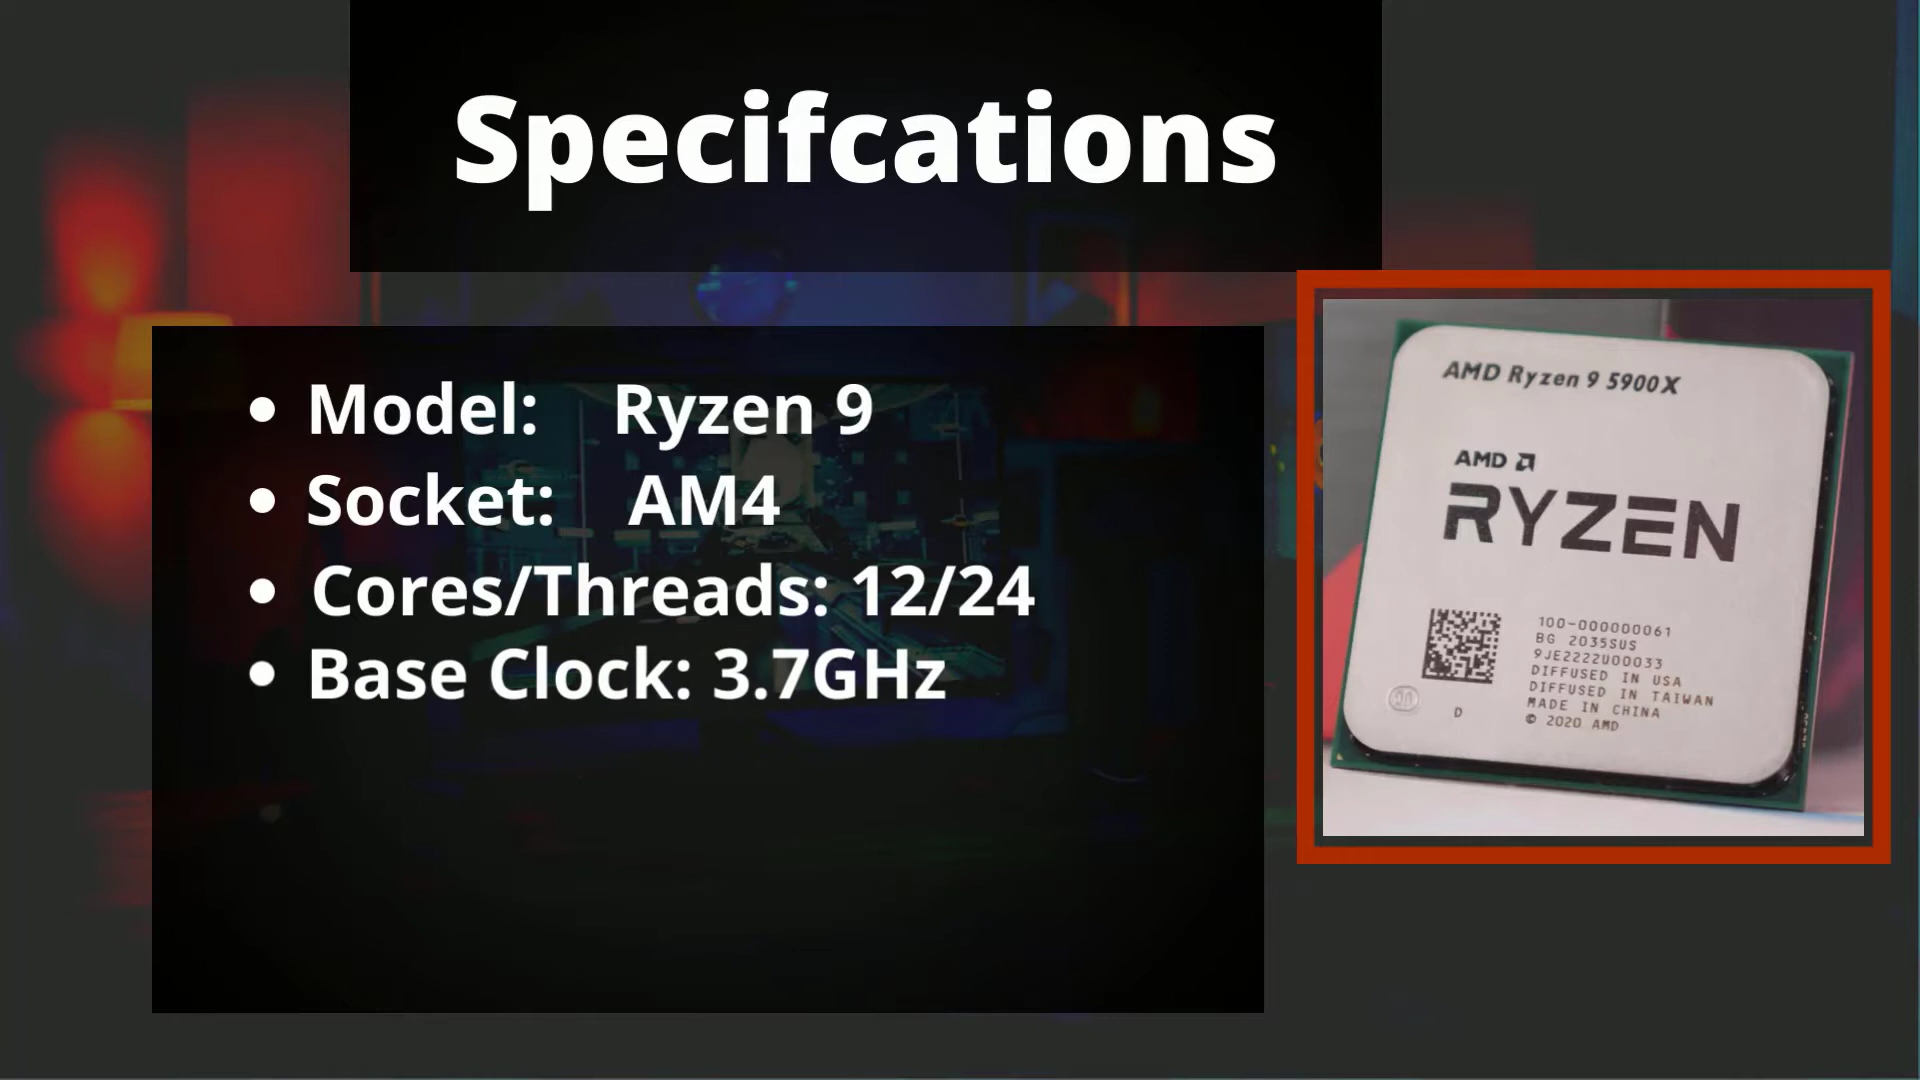 Specifcations
Model: Ryzen 9
Socket: AM4
Cores/Threads: 12/24
Base Clock: 3.7GHz
AMD Ryzen 9 5900X
AMD
RYZEN
100-000000061
BG 2035SUS
9JE2222U00033
DIFFUSED IN USA
DIFFUSED IN TAIWAN
MADE IN CHINA
© 2020 AMD
D